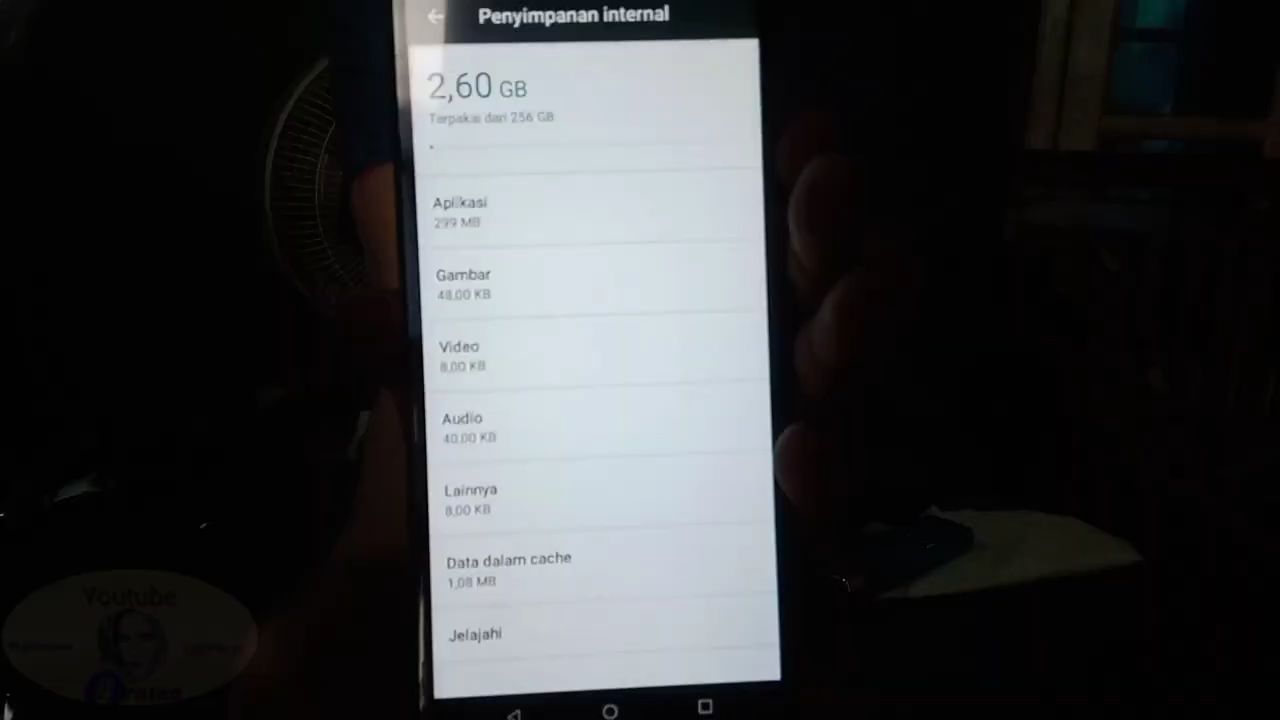 Penyimpanan internal
2,60 GB
Terpakai dari 256 GB
Aplikasi
299 MB
Gambar
48,00 KB
Video
8,00 KB
Audio
40,00 KB
Lainnya
8,00 KB
Data dalam cache
1,08 MB
Jelajahi
Youtube